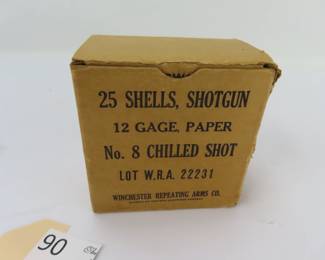 25 SHELLS, SHOTGUN
12 GAGE, PAPER
No. 8 CHILLED SHOT
LOT W.R.A. 22231
WINCHESTER REPEATING ARMS CO.
90